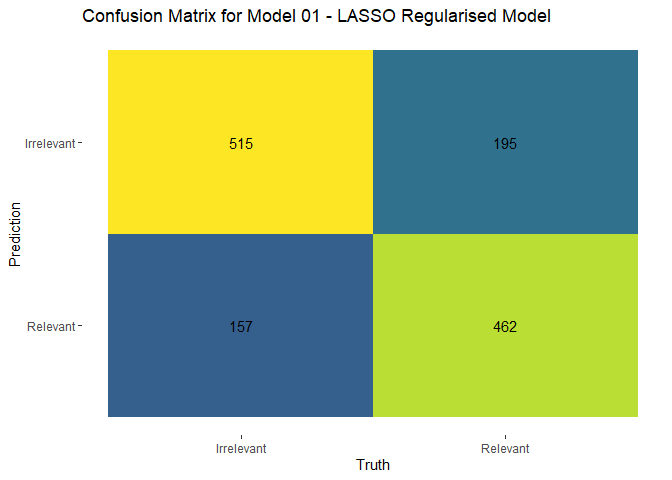 Confusion Matrix for Model 01 - LASSO Regularised Model
Irrelevant
515
195
Prediction
Relevant
157
462
Irrelevant
Relevant
Truth